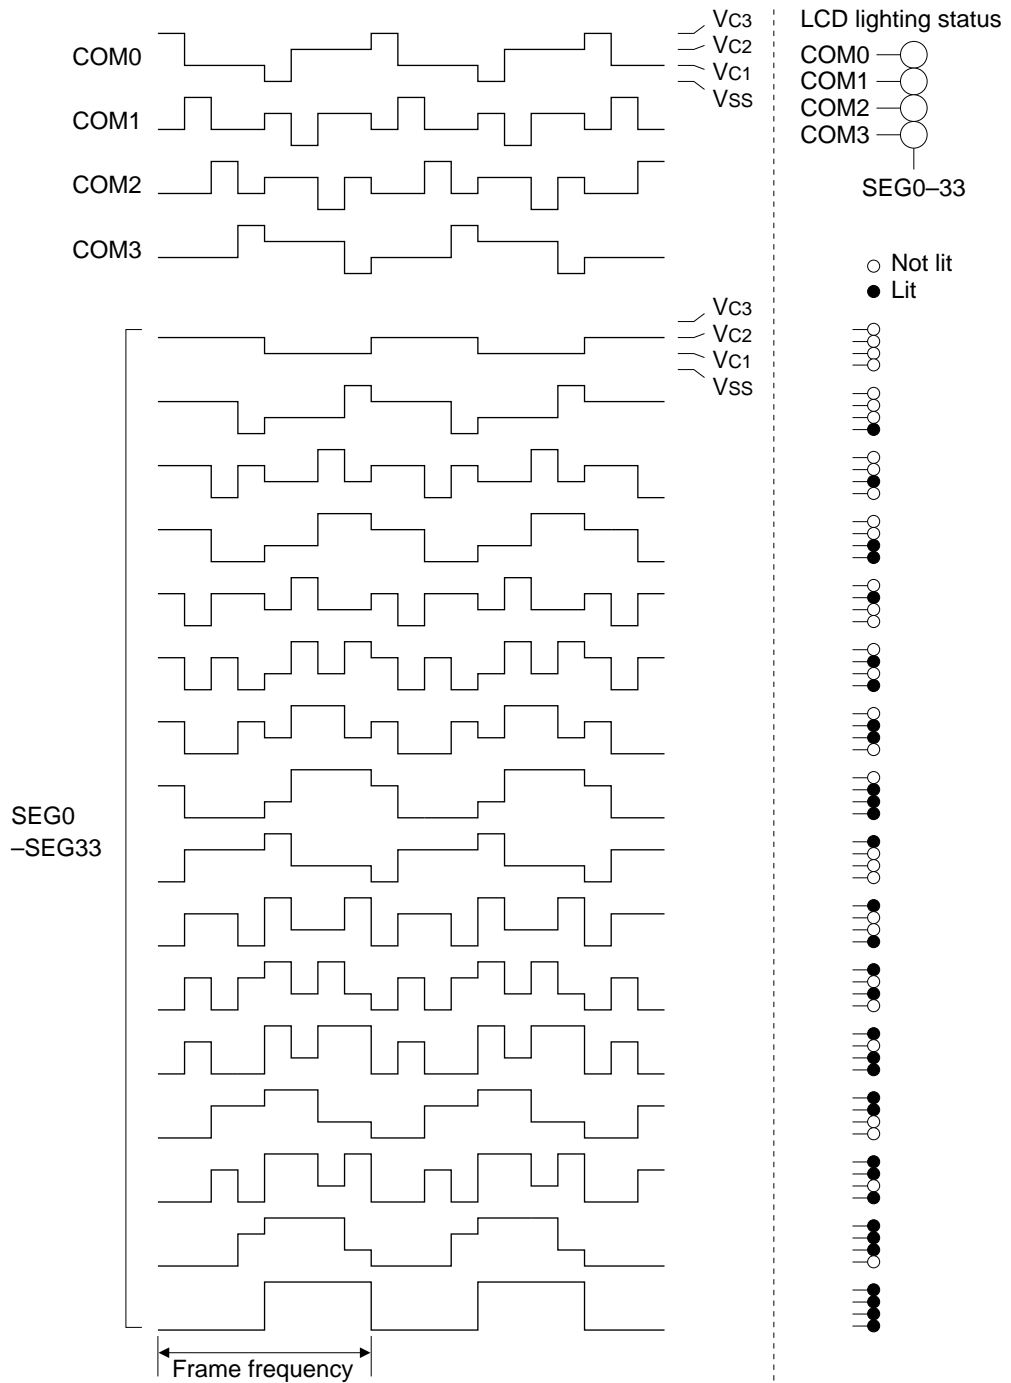 COM0
COM1
COM2
COM3
VC3
VC2
VC1
VSS
LCD lighting status
COM0
COM1
COM2
COM3
SEG0–33
Not lit
Lit
VC3
VC2
VC1
VSS
SEG0
–SEG33
Frame frequency